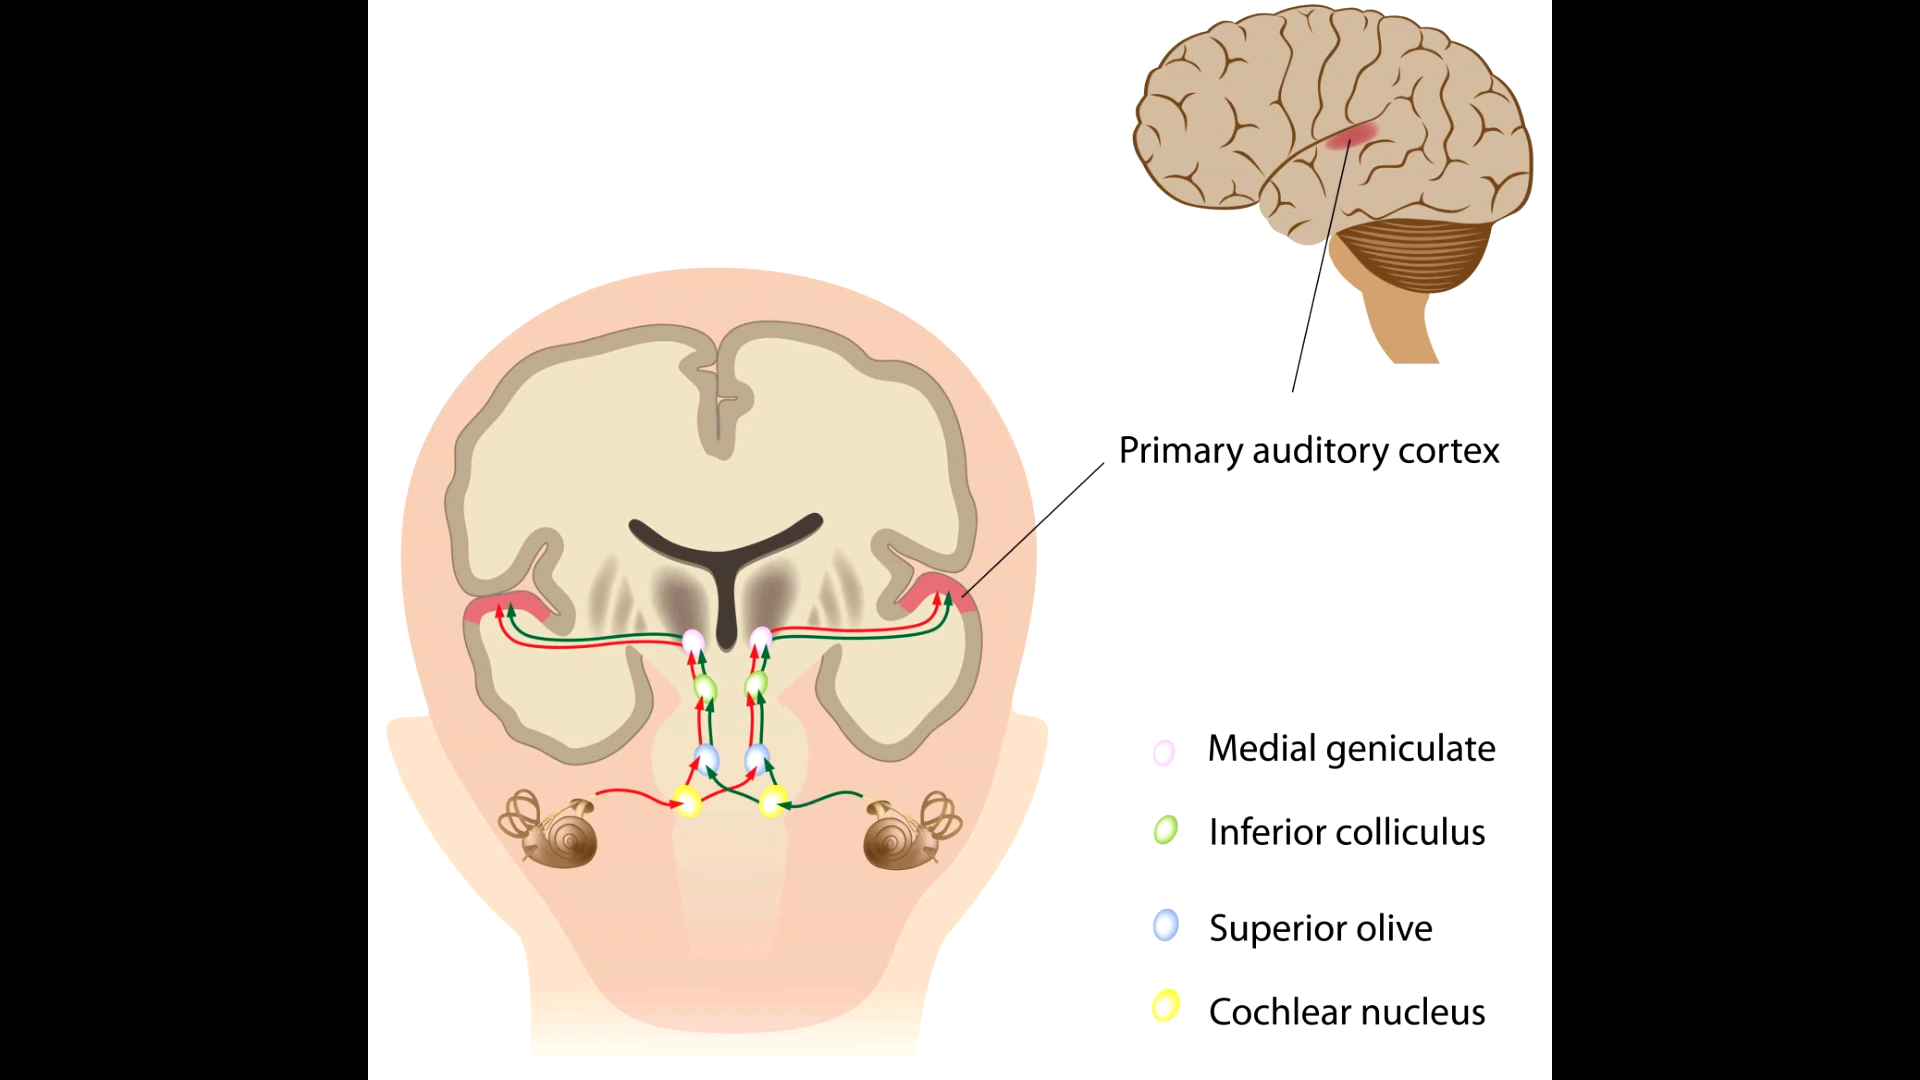 Primary auditory cortex
Medial geniculate
Inferior colliculus
Superior olive
Cochlear nucleus